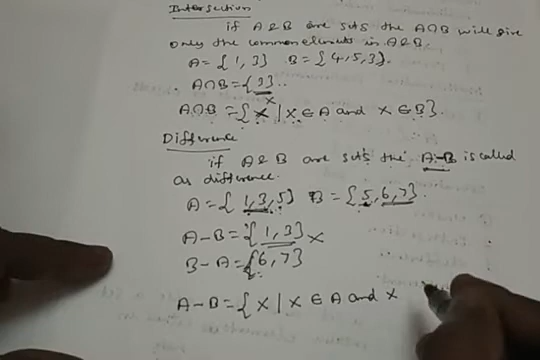 Intersection
if A & B are sets the A∩B will give
only the common elements in A & B.
A = {1, 3} B = {4, 5, 3}.
A∩B = {3}.
x
A∩B = {x | x ∈ A and x ∈ B}.
Difference
if A & B are sets the A-B is called
as difference.
A = {1, 3, 5} B = {5, 6, 7}.
A-B = {1, 3} x
B-A = {6, 7}
A-B = {x | x ∈ A and x